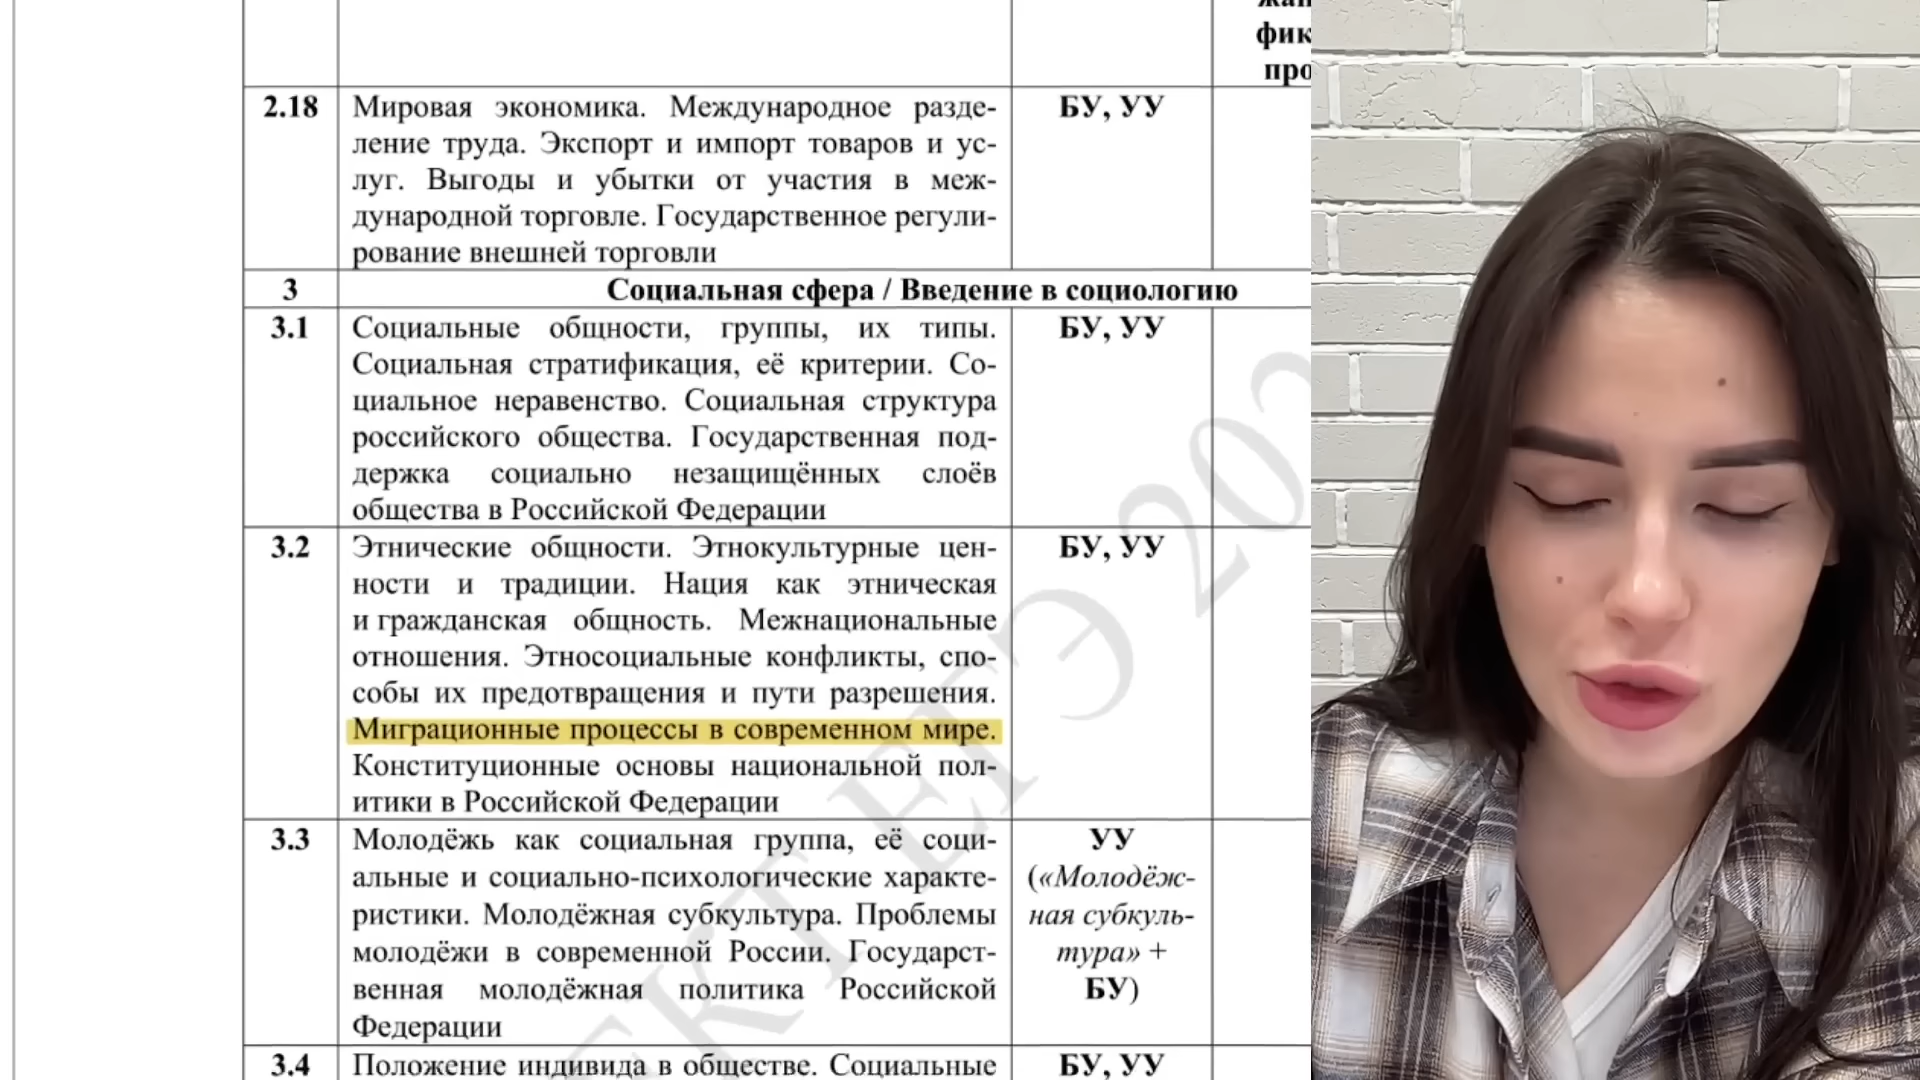 фик
про
2.18 Мировая экономика. Международное разде- БУ, УУ
ление труда. Экспорт и импорт товаров и ус-
луг. Выгоды и убытки от участия в меж-
дународной торговле. Государственное регули-
рование внешней торговли
3 Социальная сфера / Введение в социологию
3.1 Социальные общности, группы, их типы. БУ, УУ
Социальная стратификация, её критерии. Со-
циальное неравенство. Социальная структура
российского общества. Государственная под-
держка социально незащищённых слоёв
общества в Российской Федерации
3.2 Этнические общности. Этнокультурные цен- БУ, УУ
ности и традиции. Нация как этническая
и гражданская общность. Межнациональные
отношения. Этносоциальные конфликты, спо-
собы их предотвращения и пути разрешения.
Миграционные процессы в современном мире.
Конституционные основы национальной пол-
итики в Российской Федерации
3.3 Молодёжь как социальная группа, её соци- УУ
альные и социально-психологические характе- («Молодёж-
ристики. Молодёжная субкультура. Проблемы ная субкуль-
молодёжи в современной России. Государст- тура» +
венная молодёжная политика Российской БУ)
Федерации
3.4 Положение индивида в обществе. Социальные БУ, УУ
ЕКТ ЕГЭ 202